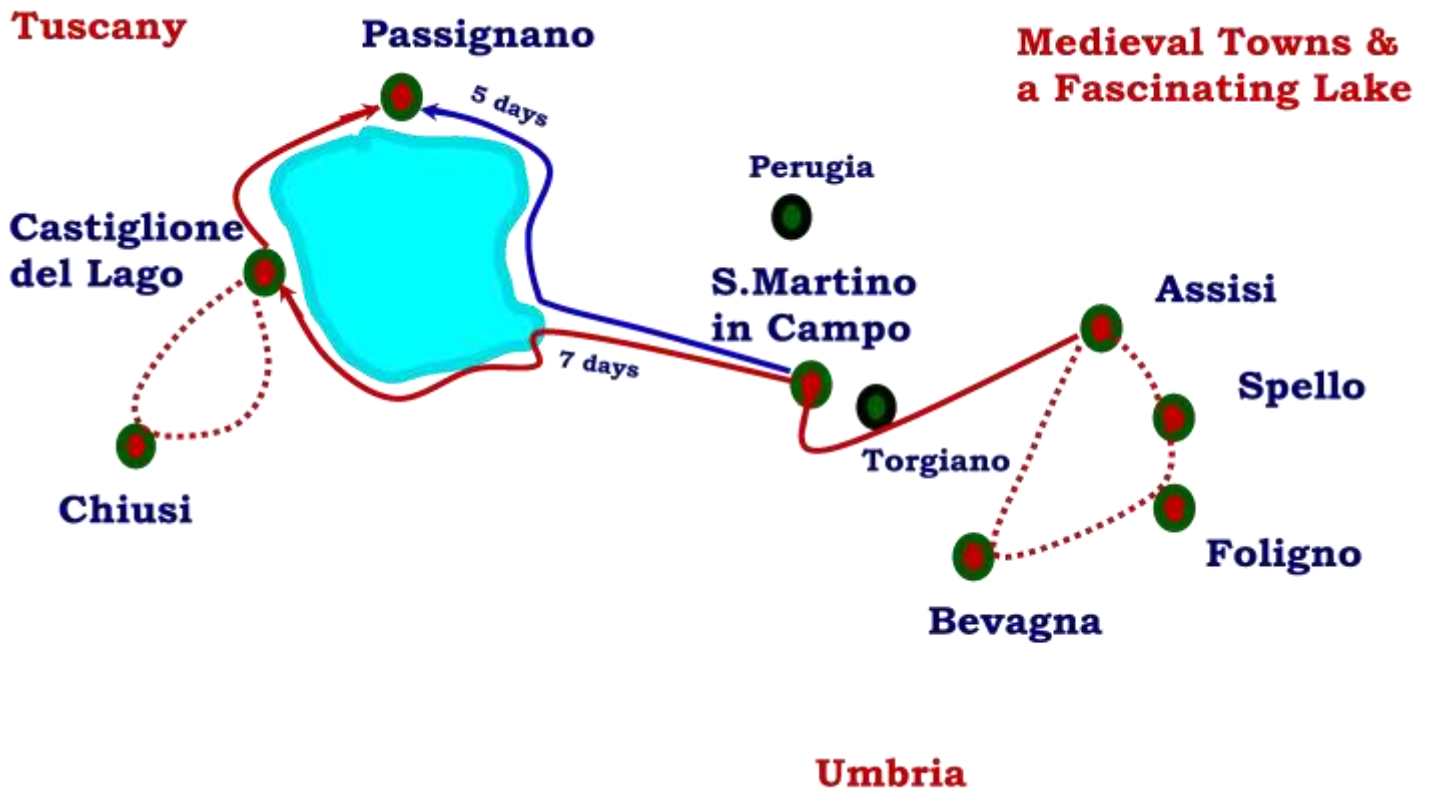 Tuscany
Passignano
Medieval Towns &
a Fascinating Lake
5 days
Perugia
Castiglione
del Lago
S.Martino
in Campo
Assisi
7 days
Spello
Torgiano
Chiusi
Foligno
Bevagna
Umbria